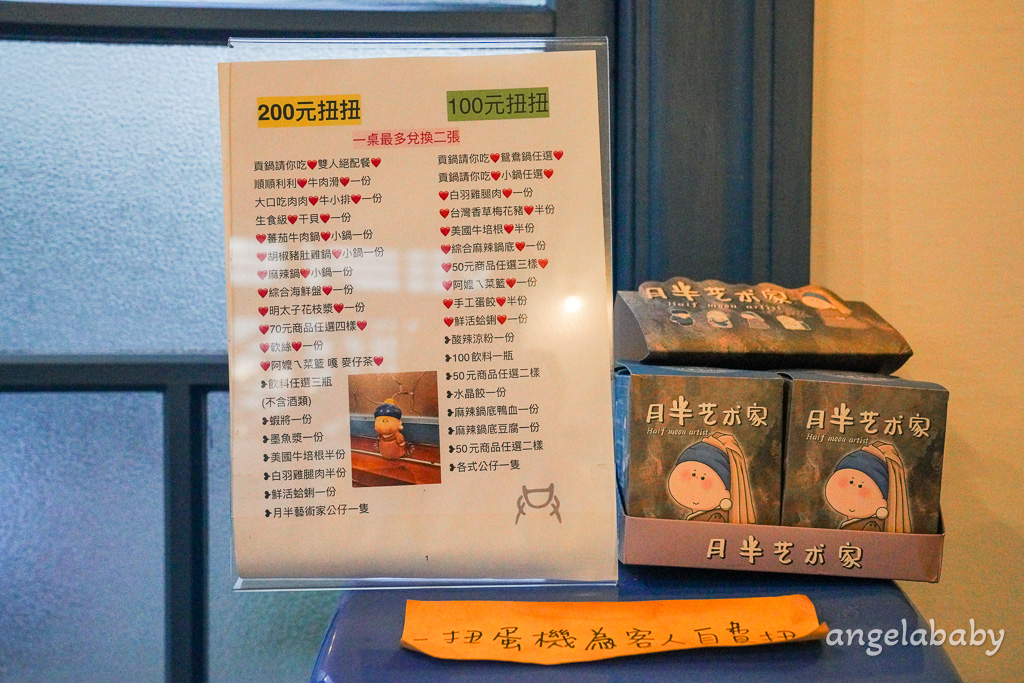 200元扭扭
100元扭扭
一桌最多兌換二張
貢鍋請你吃❤雙人絕配餐❤
順順利利❤牛肉滑❤一份
大口吃肉肉❤牛小排❤一份
生食級❤干貝❤一份
❤蕃茄牛肉鍋❤小鍋一份
❤胡椒豬肚雞鍋❤小鍋一份
❤麻辣鍋❤小鍋一份
❤綜合海鮮盤❤一份
❤明太子花枝漿❤一份
❤70元商品任選四樣❤
❤軟絲❤一份
❤阿嬤ㄟ菜籃 嘎 麥仔茶❤
❥飲料任選三瓶
(不含酒類)
❥蝦將一份
❥墨魚漿一份
❥美國牛培根半份
❥白羽雞腿肉半份
❥鮮活蛤蜊一份
❥月半藝術家公仔一隻
貢鍋請你吃❤鴛鴦鍋任選❤
貢鍋請你吃❤小鍋任選❤
❤白羽雞腿肉❤一份
❤台灣香草梅花豬❤半份
❤美國牛培根❤半份
❤綜合麻辣鍋底❤一份
❤50元商品任選三樣❤
❤阿嬤ㄟ菜籃❤一份
❤手工蛋餃❤半份
❤鮮活蛤蜊❤一份
❥酸辣涼粉一份
❥100飲料一瓶
❥50元商品任選二樣
❥水晶餃一份
❥麻辣鍋底鴨血一份
❥麻辣鍋底豆腐一份
❥50元商品任選二樣
❥各式公仔一隻
1
月半艺术家
Half moon artist
月半艺术家
Half moon artist
月半艺术家
Half moon artist
月半艺术家
一扭蛋機為客人自費扭
angelababy